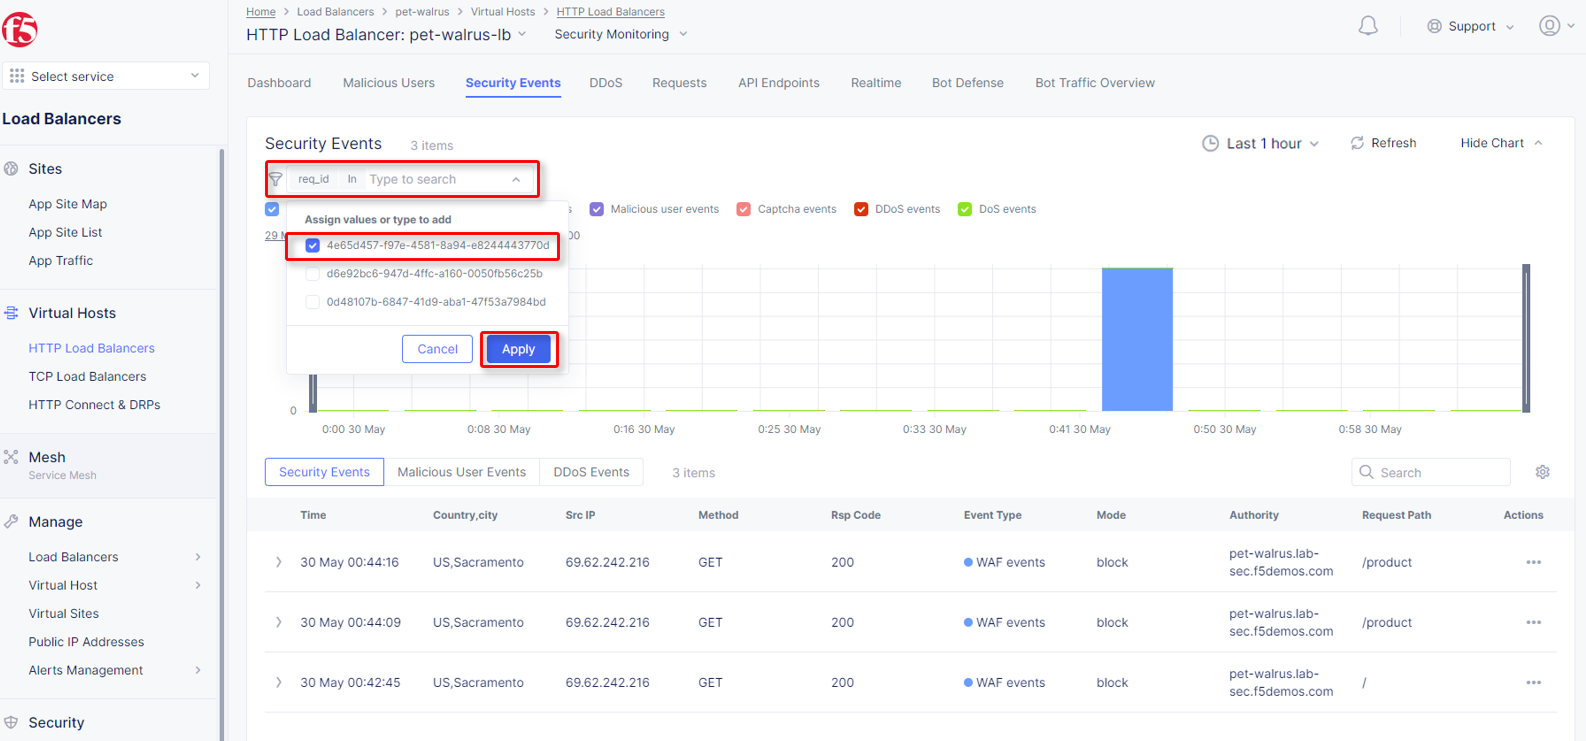 f5
Home > Load Balancers > pet-walrus > Virtual Hosts > HTTP Load Balancers
HTTP Load Balancer: pet-walrus-lb Security Monitoring
Support
Select service
Load Balancers
Sites
App Site Map
App Site List
App Traffic
Virtual Hosts
HTTP Load Balancers
TCP Load Balancers
HTTP Connect & DRPs
Mesh
Service Mesh
Manage
Load Balancers
Virtual Host
Virtual Sites
Public IP Addresses
Alerts Management
Security
Dashboard Malicious Users Security Events DDoS Requests API Endpoints Realtime Bot Defense Bot Traffic Overview
Security Events 3 items
Last 1 hour Refresh Hide Chart
req_id In Type to search
s Malicious user events Captcha events DDoS events DoS events
29 M 00
Assign values or type to add
4e65d457-f97e-4581-8a94-e8244443770d
d6e92bc6-947d-4ffc-a160-0050fb56c25b
0d48107b-6847-41d9-aba1-47f53a7984bd
Cancel Apply
0
0:00 30 May 0:08 30 May 0:16 30 May 0:25 30 May 0:33 30 May 0:41 30 May 0:50 30 May 0:58 30 May
Security Events Malicious User Events DDoS Events 3 items Search
Time Country,city Src IP Method Rsp Code Event Type Mode Authority Request Path Actions
30 May 00:44:16 US,Sacramento 69.62.242.216 GET 200 WAF events block pet-walrus.lab-
sec.f5demos.com /product
30 May 00:44:09 US,Sacramento 69.62.242.216 GET 200 WAF events block pet-walrus.lab-
sec.f5demos.com /product
30 May 00:42:45 US,Sacramento 69.62.242.216 GET 200 WAF events block pet-walrus.lab-
sec.f5demos.com /